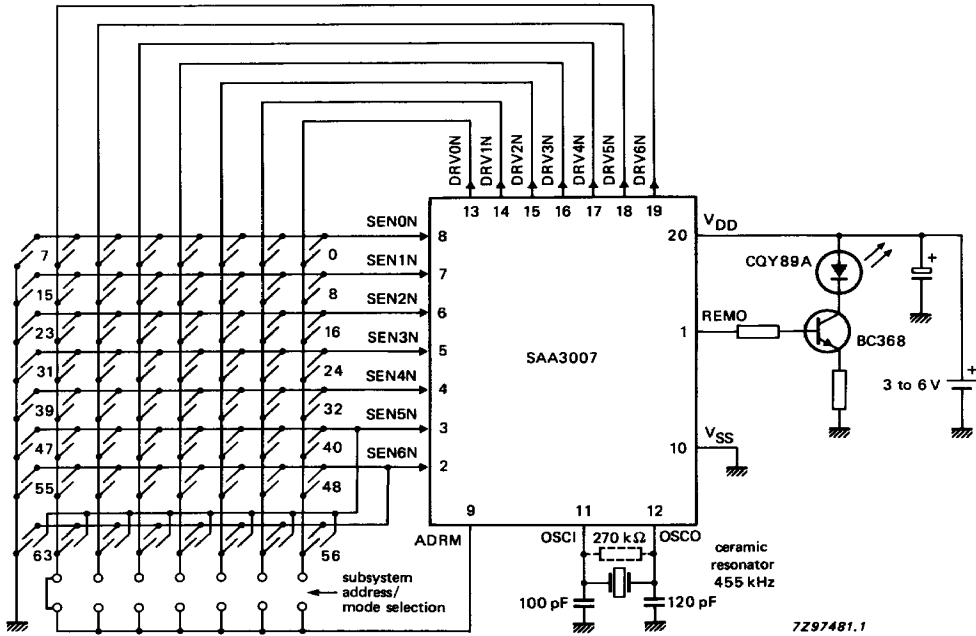 DRV0N
DRV1N
DRV2N
DRV3N
DRV4N
DRV5N
DRV6N
13 14 15 16 17 18 19
SEN0N 8
7 0
SEN1N 7
15 8
SEN2N 6
23 16
SEN3N 5
31 24
SEN4N 4
39 32
SEN5N 3
47 40
SEN6N 2
55 48
63 56
ADRM 9
SAA3007
20 VDD
CQY89A
+
REMO
1
BC368
+
3 to 6 V
10 VSS
11 12
OSCI 270 kΩ OSCO
ceramic
resonator
455 kHz
100 pF 120 pF
subsystem
address/
mode selection
7Z97481.1